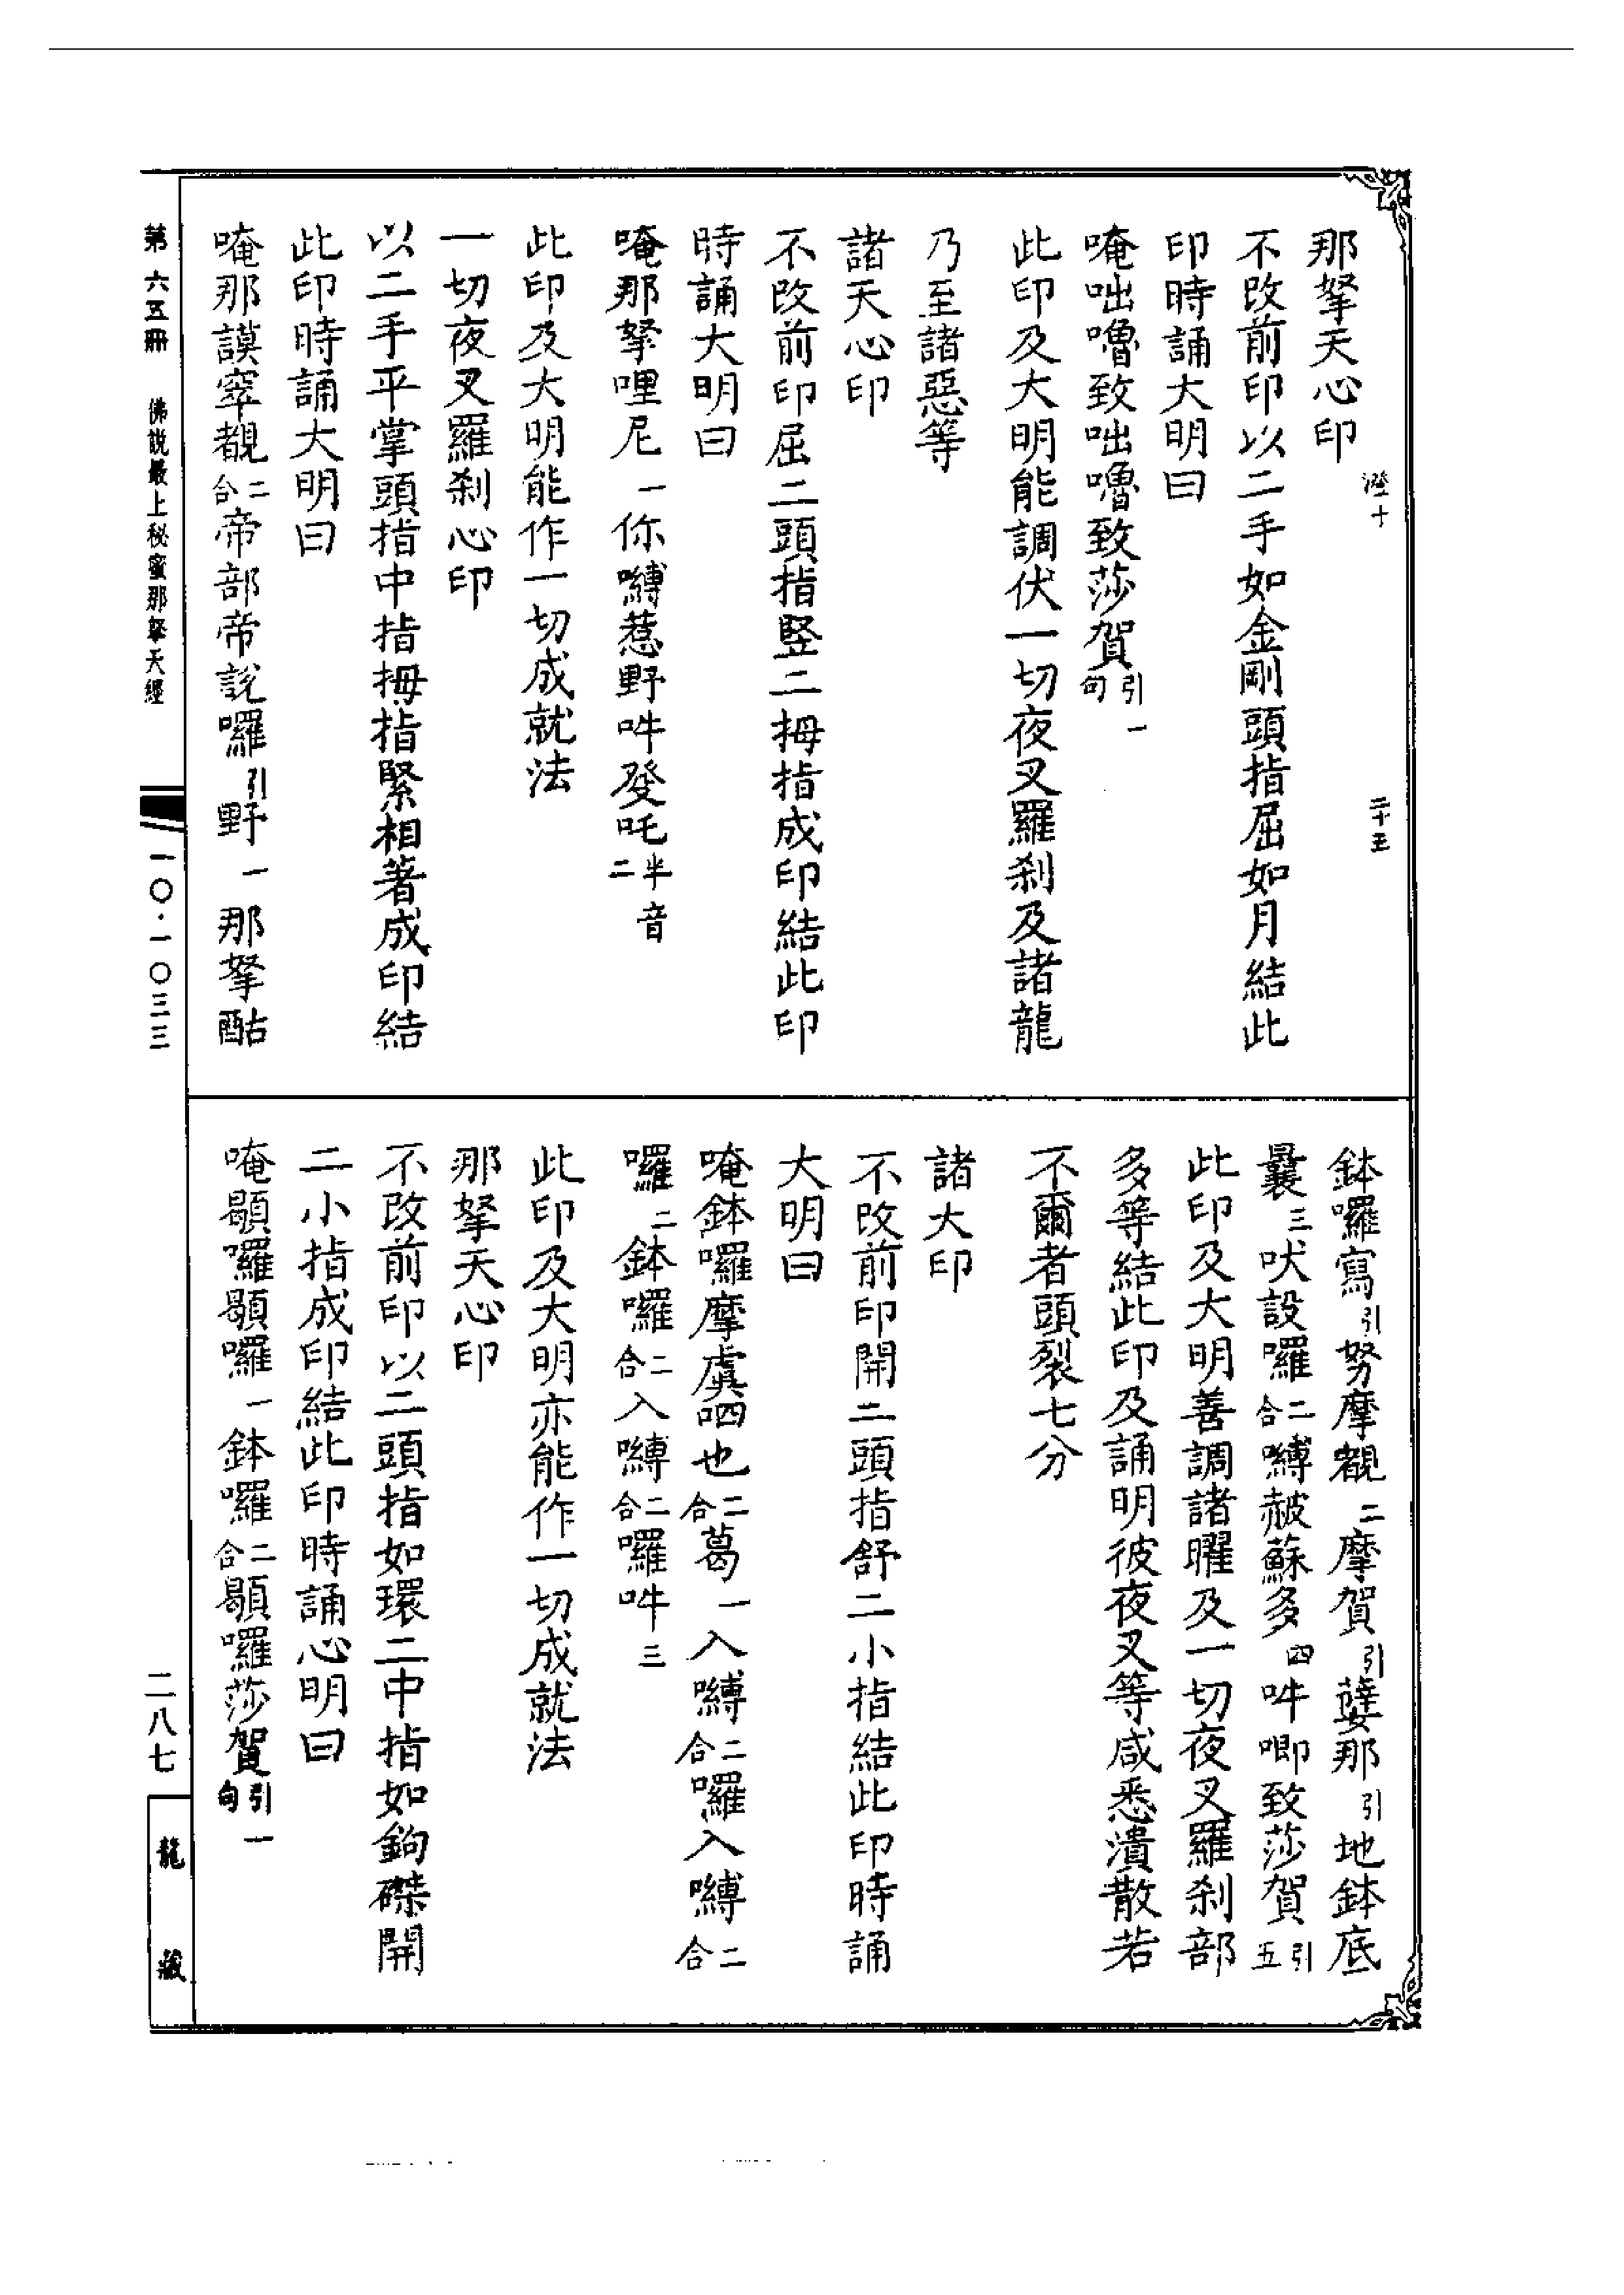 那拏天心印
澄十
二十五
不改前印以二手如金剛頭指屈如月結此
印時誦大明曰
唵咄嚕致咄嚕致莎賀引一句
此印及大明能調伏一切夜叉羅刹及諸龍
乃至諸惡等
諸天心印
不改前印屈二頭指竪二拇指成印結此印
時誦大明曰
唵那拏哩尼一你嚩惹野吽發吒半音二
此印及大明能作一切成就法
一切夜叉羅刹心印
以二手平掌頭指中指拇指緊相著成印結
此印時誦大明曰
唵那謨窣覩二合帝部帝說囉引野一那拏酤
鉢囉寫引努摩覩二摩賀引孽那引地鉢底
曩三吠設囉二合嚩赧蘇多四吽唧致莎賀引五
此印及大明善調諸曜及一切夜叉羅刹部
多等結此印及誦明彼夜叉等咸悉潰散若
不爾者頭裂七分
諸大印
不改前印開二頭指舒二小指結此印時誦
大明曰
唵鉢囉摩虞呬也二合葛一入嚩二合囉入嚩二合
囉二鉢囉二合入嚩二合囉吽三
此印及大明亦能作一切成就法
那拏天心印
不改前印以二頭指如環二中指如鉤磔開
二小指成印結此印時誦心明曰
唵顊囉顊囉一鉢囉二合顊囉莎賀引一句
第六五冊 佛説最上秘蜜那拏天經
一〇·一〇三三
二八七
龍藏